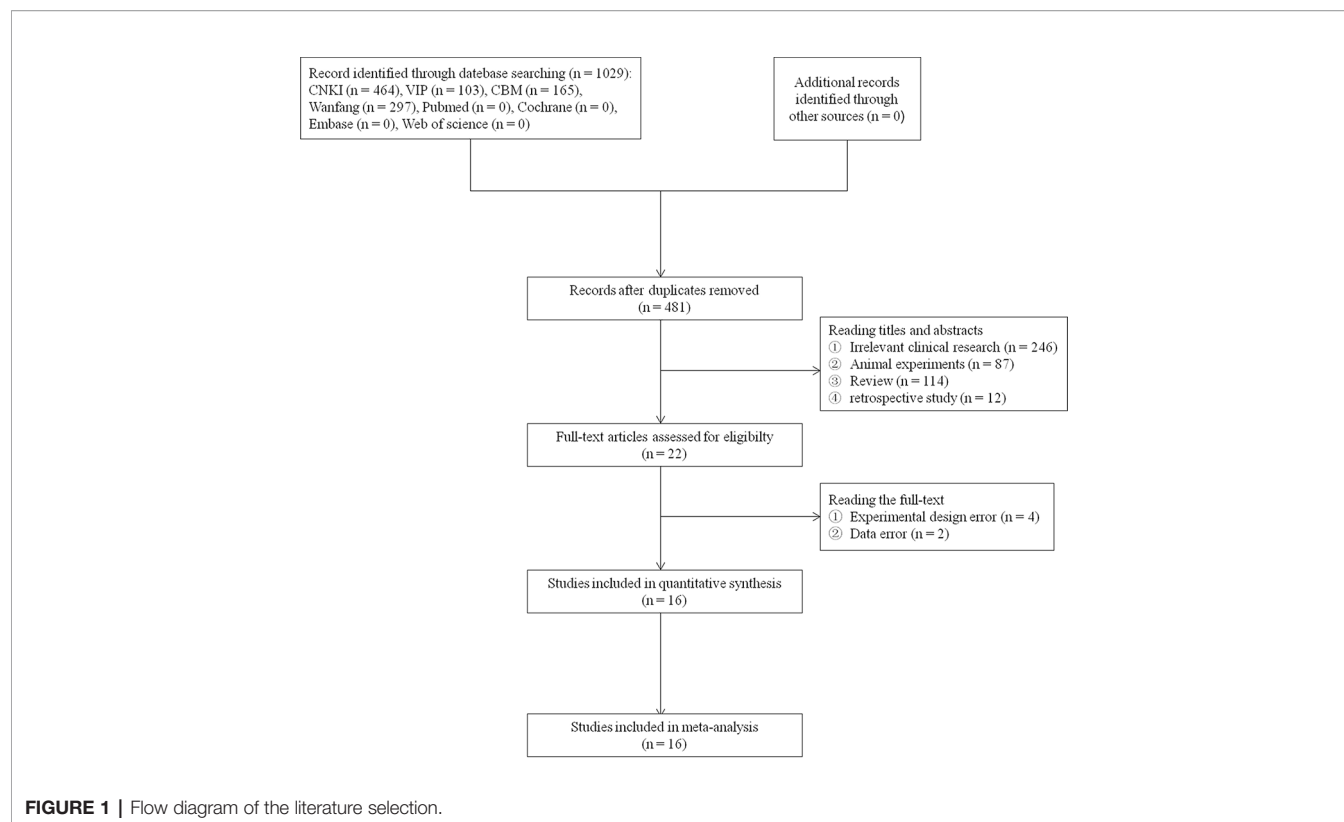 Record identified through datebase searching (n = 1029):
CNKI (n = 464), VIP (n = 103), CBM (n = 165),
Wanfang (n = 297), Pubmed (n = 0), Cochrane (n = 0),
Embase (n = 0), Web of science (n = 0)
Additional records
identified through
other sources (n = 0)
Records after duplicates removed
(n = 481)
Reading titles and abstracts
① Irrelevant clinical research (n = 246)
② Animal experiments (n = 87)
③ Review (n = 114)
④ retrospective study (n = 12)
Full-text articles assessed for eligibilty
(n = 22)
Reading the full-text
① Experimental design error (n = 4)
② Data error (n = 2)
Studies included in quantitative synthesis
(n = 16)
Studies included in meta-analysis
(n = 16)
FIGURE 1 | Flow diagram of the literature selection.